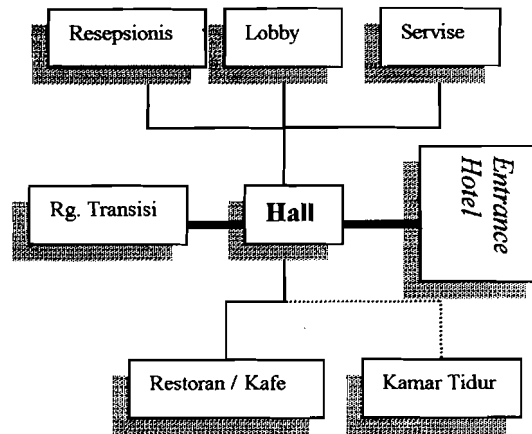 Resepsionis
Lobby
Servise
Rg. Transisi
Hall
Entrance
Hotel
Restoran / Kafe
Kamar Tidur